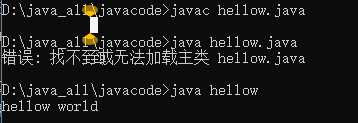 D:\java_all\javacode>javac hellow.java
D:\java_all\javacode>java hellow.java
错误: 找不到或无法加载主类 hellow.java
D:\java_all\javacode>java hellow
hellow world